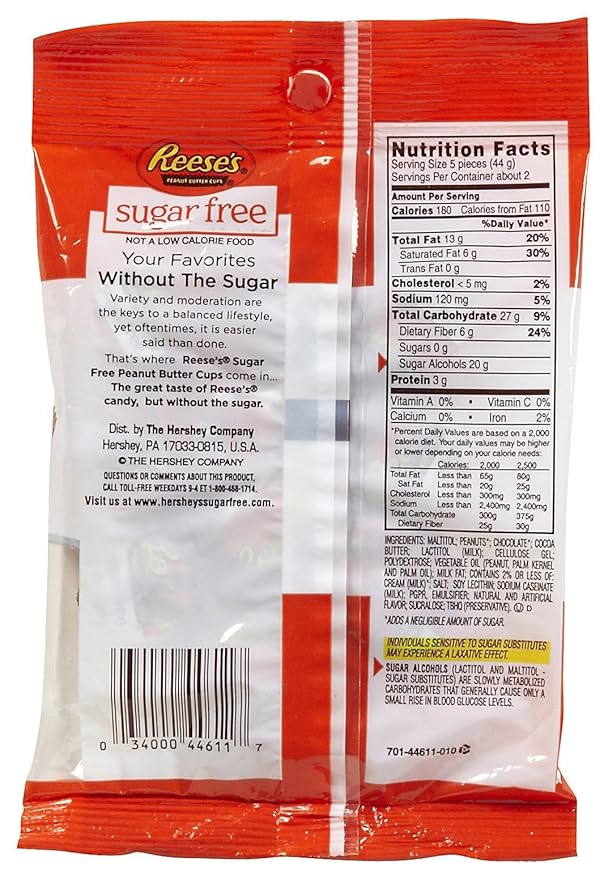 Reese's
PEANUT BUTTER CUPS
sugar free
NOT A LOW CALORIE FOOD
Your Favorites
Without The Sugar
Variety and moderation are
the keys to a balanced lifestyle,
yet oftentimes, it is easier
said than done.
That's where Reese's® Sugar
Free Peanut Butter Cups come in...
The great taste of Reese's®
candy, but without the sugar.
Dist. by The Hershey Company
Hershey, PA 17033-0815, U.S.A.
© THE HERSHEY COMPANY
QUESTIONS OR COMMENTS ABOUT THIS PRODUCT,
CALL TOLL-FREE WEEKDAYS 9-4 ET 1-800-468-1714.
Visit us at www.hersheyssugarfree.com
0 34000 44611 7
Nutrition Facts
Serving Size 5 pieces (44 g)
Servings Per Container about 2
Amount Per Serving
Calories 180 Calories from Fat 110
%Daily Value*
Total Fat 13 g 20%
Saturated Fat 6 g 30%
Trans Fat 0 g
Cholesterol < 5 mg 2%
Sodium 120 mg 5%
Total Carbohydrate 27 g 9%
Dietary Fiber 6 g 24%
Sugars 0 g
Sugar Alcohols 20 g
Protein 3 g
Vitamin A 0% • Vitamin C 0%
Calcium 0% • Iron 2%
*Percent Daily Values are based on a 2,000
calorie diet. Your daily values may be higher
or lower depending on your calorie needs:
Calories: 2,000 2,500
Total Fat Less than 65g 80g
Sat Fat Less than 20g 25g
Cholesterol Less than 300mg 300mg
Sodium Less than 2,400mg 2,400mg
Total Carbohydrate 300g 375g
Dietary Fiber 25g 30g
INGREDIENTS: MALTITOL; PEANUTS*; CHOCOLATE*; COCOA
BUTTER; LACTITOL (MILK); CELLULOSE GEL;
POLYDEXTROSE; VEGETABLE OIL (PEANUT, PALM KERNEL
AND PALM OIL); MILK FAT; CONTAINS 2% OR LESS OF:
CREAM (MILK)*; SALT; SOY LECITHIN; SODIUM CASEINATE
(MILK); PGPR, EMULSIFIER; NATURAL AND ARTIFICIAL
FLAVOR; SUCRALOSE; TBHQ (PRESERVATIVE). Ⓤ D
*ADDS A NEGLIGIBLE AMOUNT OF SUGAR.
INDIVIDUALS SENSITIVE TO SUGAR SUBSTITUTES
MAY EXPERIENCE A LAXATIVE EFFECT.
SUGAR ALCOHOLS (LACTITOL AND MALTITOL -
SUGAR SUBSTITUTES) ARE SLOWLY METABOLIZED
CARBOHYDRATES THAT GENERALLY CAUSE ONLY A
SMALL RISE IN BLOOD GLUCOSE LEVELS.
701-44611-010